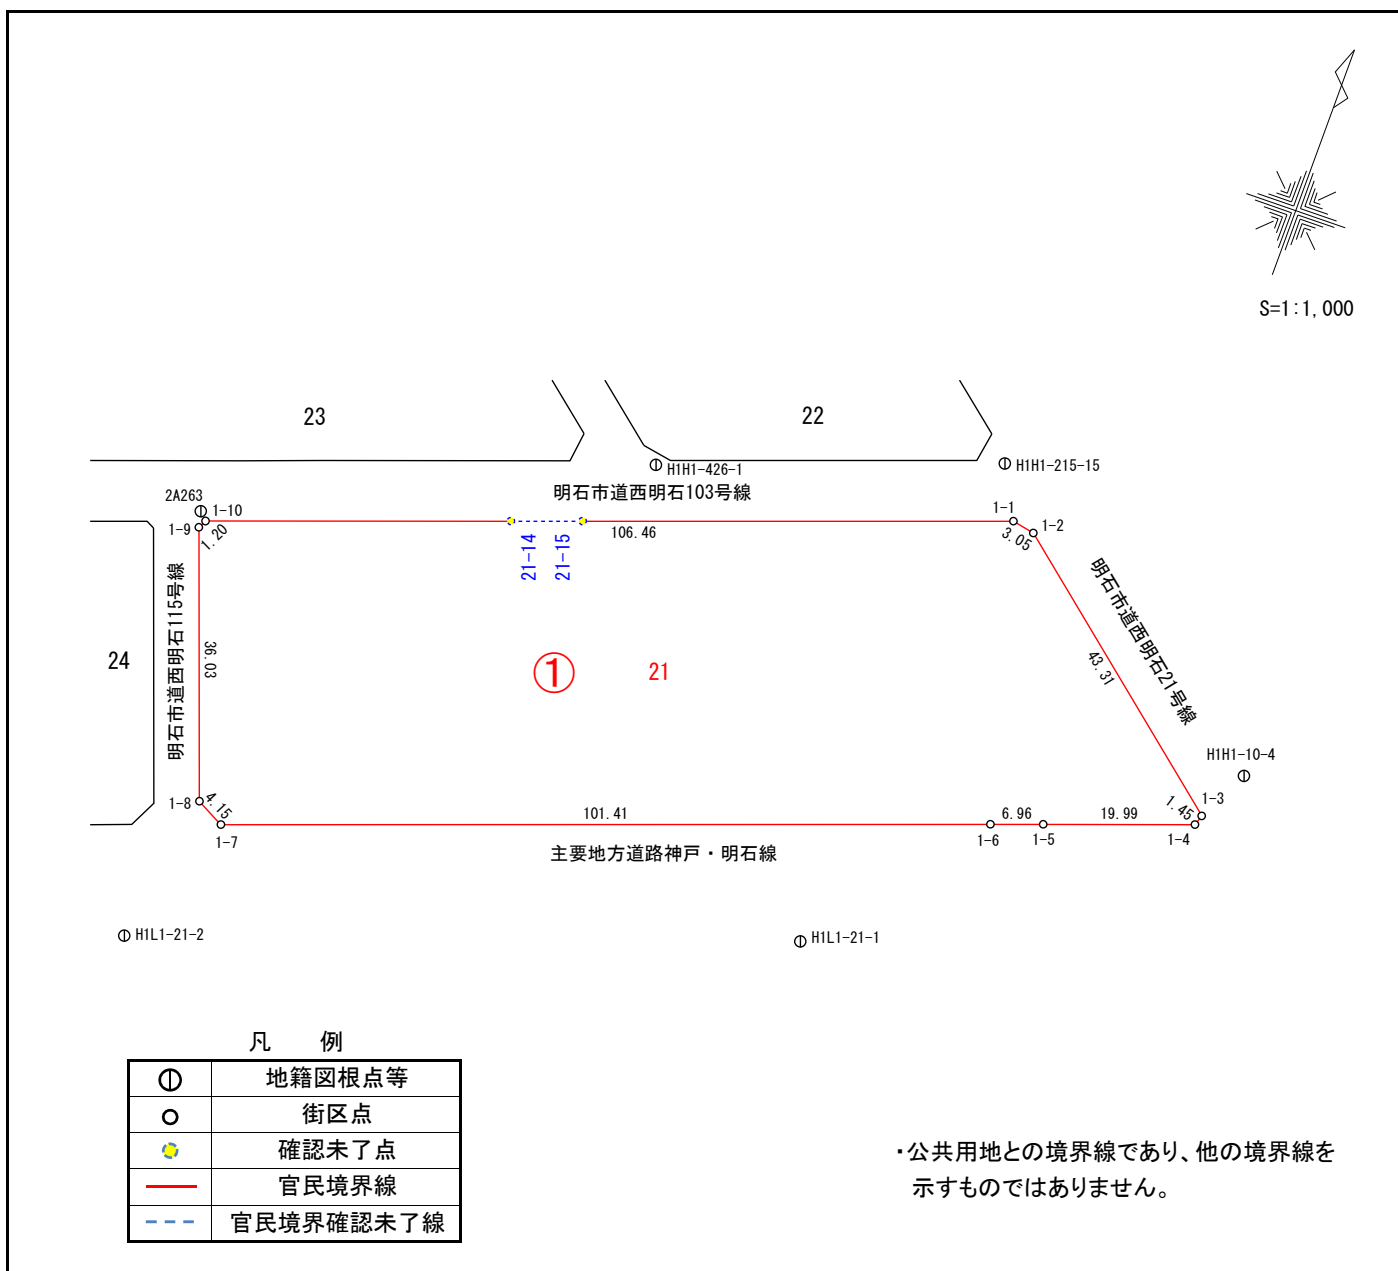 S=1:1,000
23
22
H1H1-426-1
H1H1-215-15
明石市道西明石103号線
2A263
1-10
1-9
1.20
106.46
1-1
1-2
3.05
21-14
21-15
明石市道西明石115号線
明石市道西明石21号線
24
36.03
①
21
43.31
H1H1-10-4
1-8
4.15
1-7
101.41
6.96
19.99
1.45
1-3
1-6
1-5
1-4
主要地方道路神戸・明石線
H1L1-21-2
H1L1-21-1
凡 例
地籍図根点等
街区点
確認未了点
官民境界線
官民境界確認未了線
・公共用地との境界線であり、他の境界線を
示すものではありません。